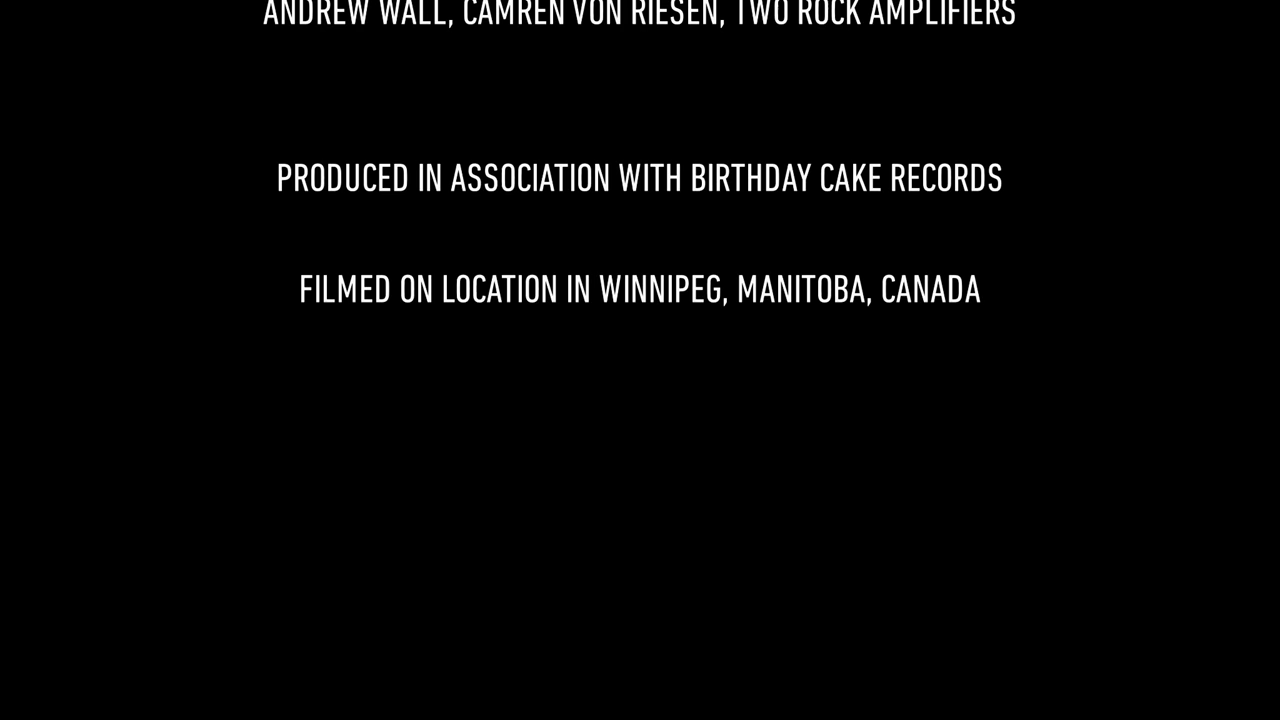 ANDREW WALL, CAMREN VON RIESEN, TWO ROCK AMPLIFIERS
PRODUCED IN ASSOCIATION WITH BIRTHDAY CAKE RECORDS
FILMED ON LOCATION IN WINNIPEG, MANITOBA, CANADA